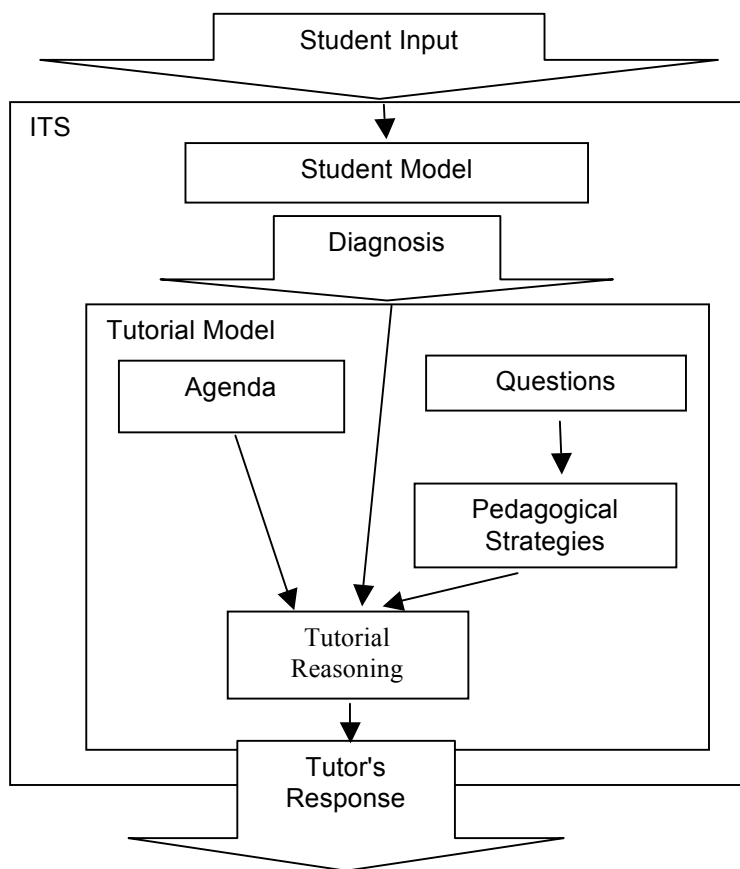 Student Input
ITS
Student Model
Diagnosis
Tutorial Model
Agenda
Questions
Pedagogical
Strategies
Tutorial
Reasoning
Tutor's
Response